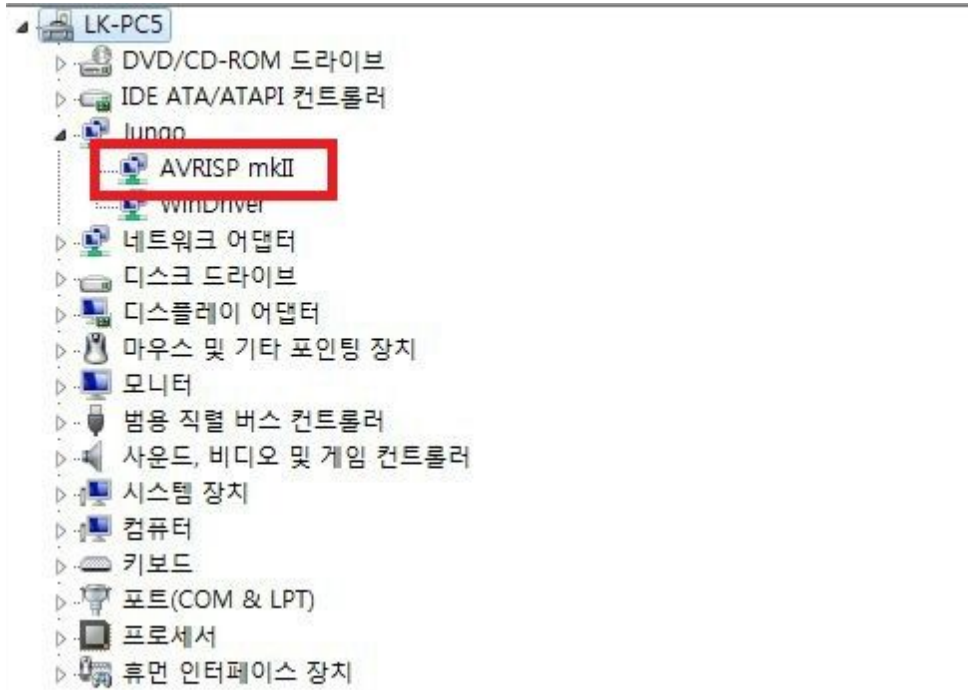 LK-PC5
DVD/CD-ROM 드라이브
IDE ATA/ATAPI 컨트롤러
Jungo
AVRISP mkII
WinDriver
네트워크 어댑터
디스크 드라이브
디스플레이 어댑터
마우스 및 기타 포인팅 장치
모니터
범용 직렬 버스 컨트롤러
사운드, 비디오 및 게임 컨트롤러
시스템 장치
컴퓨터
키보드
포트(COM & LPT)
프로세서
휴먼 인터페이스 장치